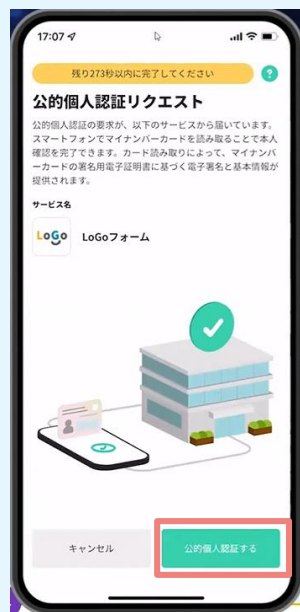 17:07
残り273秒以内に完了してください
?
公的個人認証リクエスト
公的個人認証の要求が、以下のサービスから届いています。
スマートフォンでマイナンバーカードを読み取ることで本人
確認を完了できます。カード読み取りによって、マイナンバ
ーカードの署名用電子証明書に基づく電子署名と基本情報が
提供されます。
サービス名
LoGo
LoGoフォーム
キャンセル
公的個人認証する